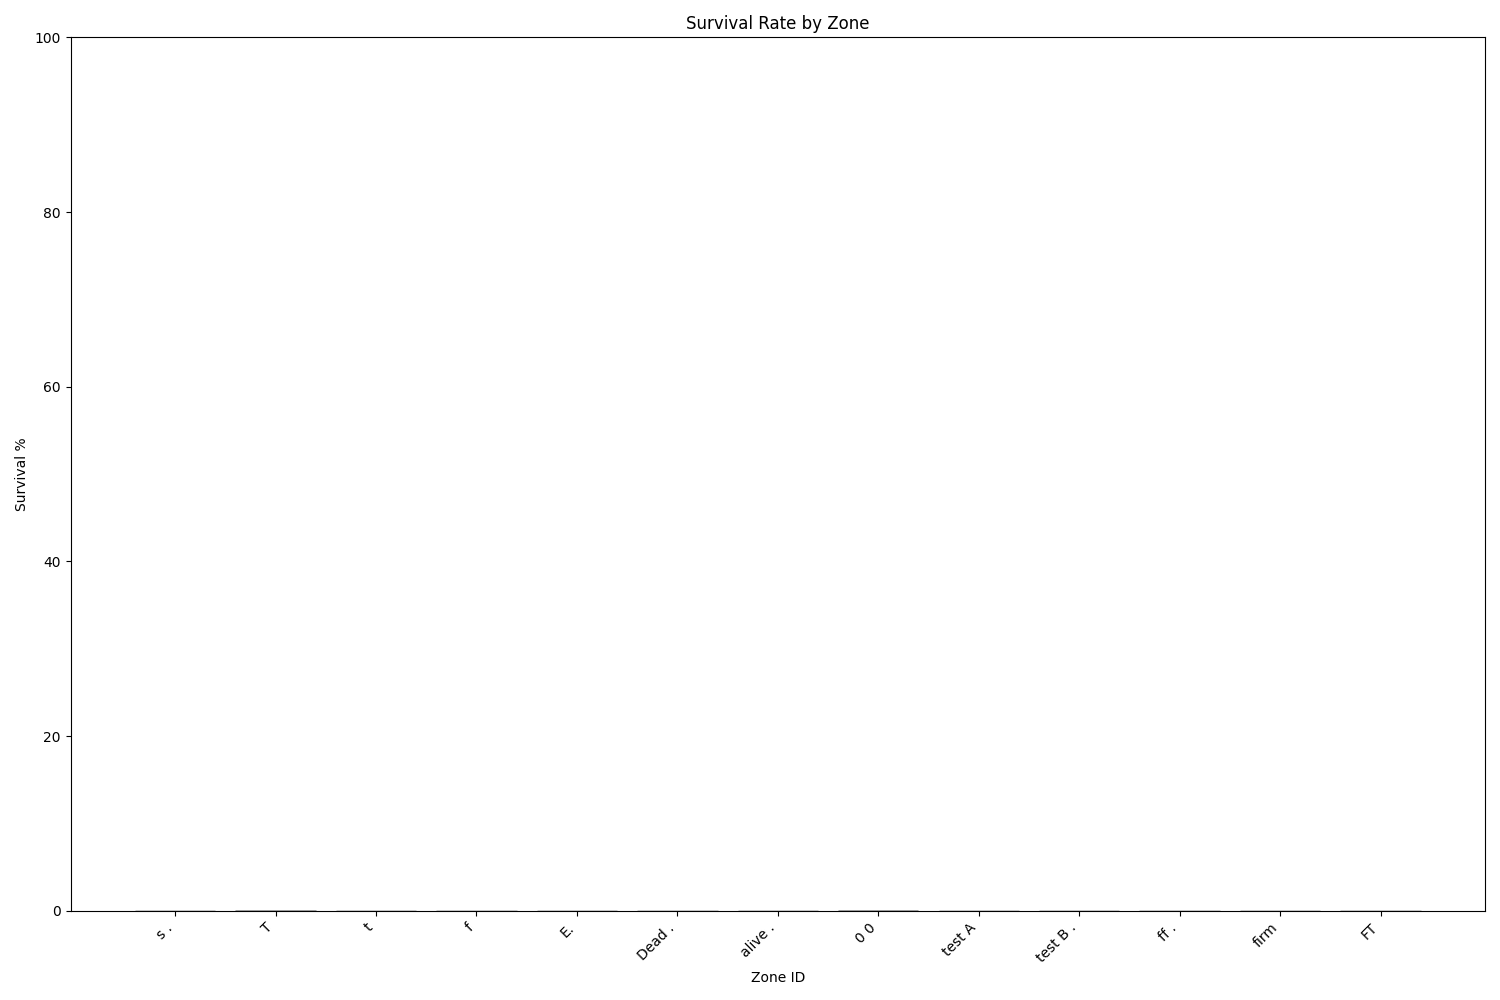 Survival Rate by Zone
100
80
60
40
20
0
Survival %
s .
T
t
f
E.
Dead .
alive .
0 0
test A
test B .
ff .
firm
FT
Zone ID